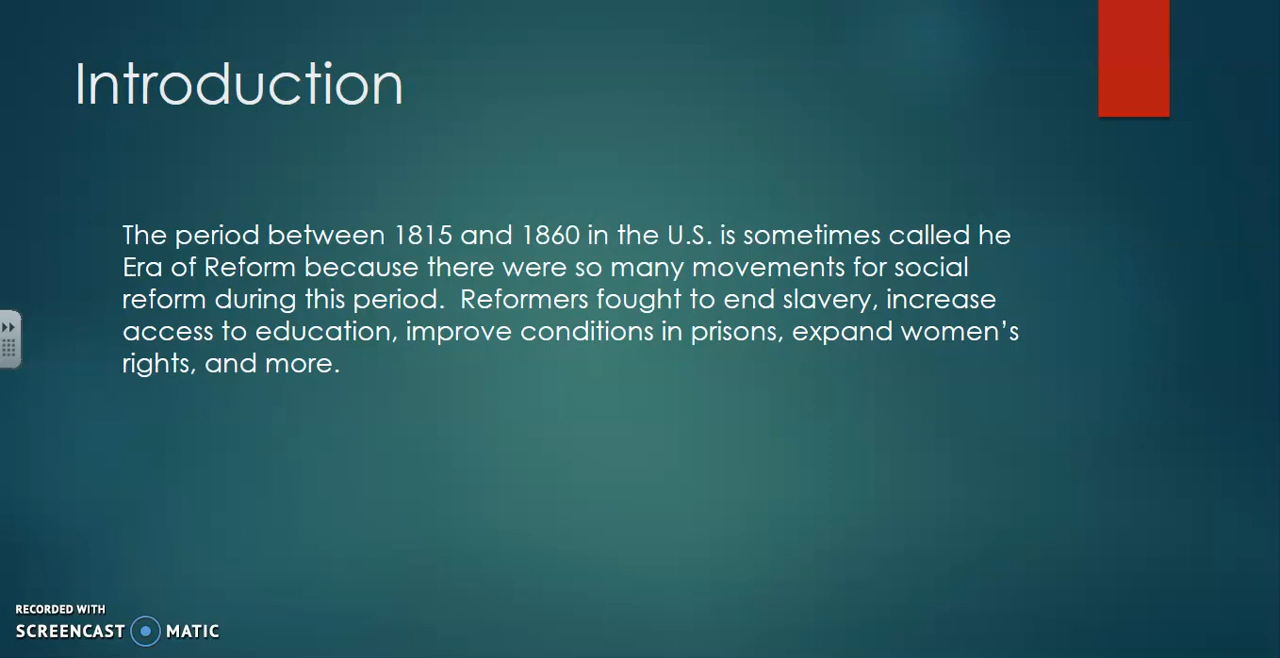 Introduction
The period between 1815 and 1860 in the U.S. is sometimes called he
Era of Reform because there were so many movements for social
reform during this period.  Reformers fought to end slavery, increase
access to education, improve conditions in prisons, expand women’s
rights, and more.
RECORDED WITH
SCREENCAST MATIC